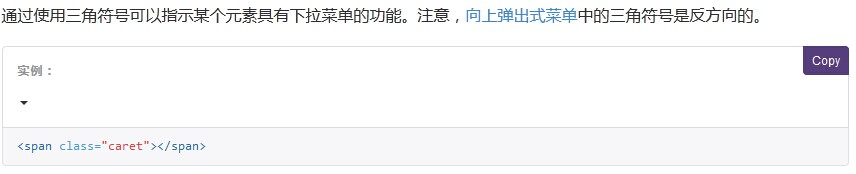 通过使用三角符号可以指示某个元素具有下拉菜单的功能。注意，向上弹出式菜单中的三角符号是反方向的。
Copy
实例：
<span class="caret"></span>